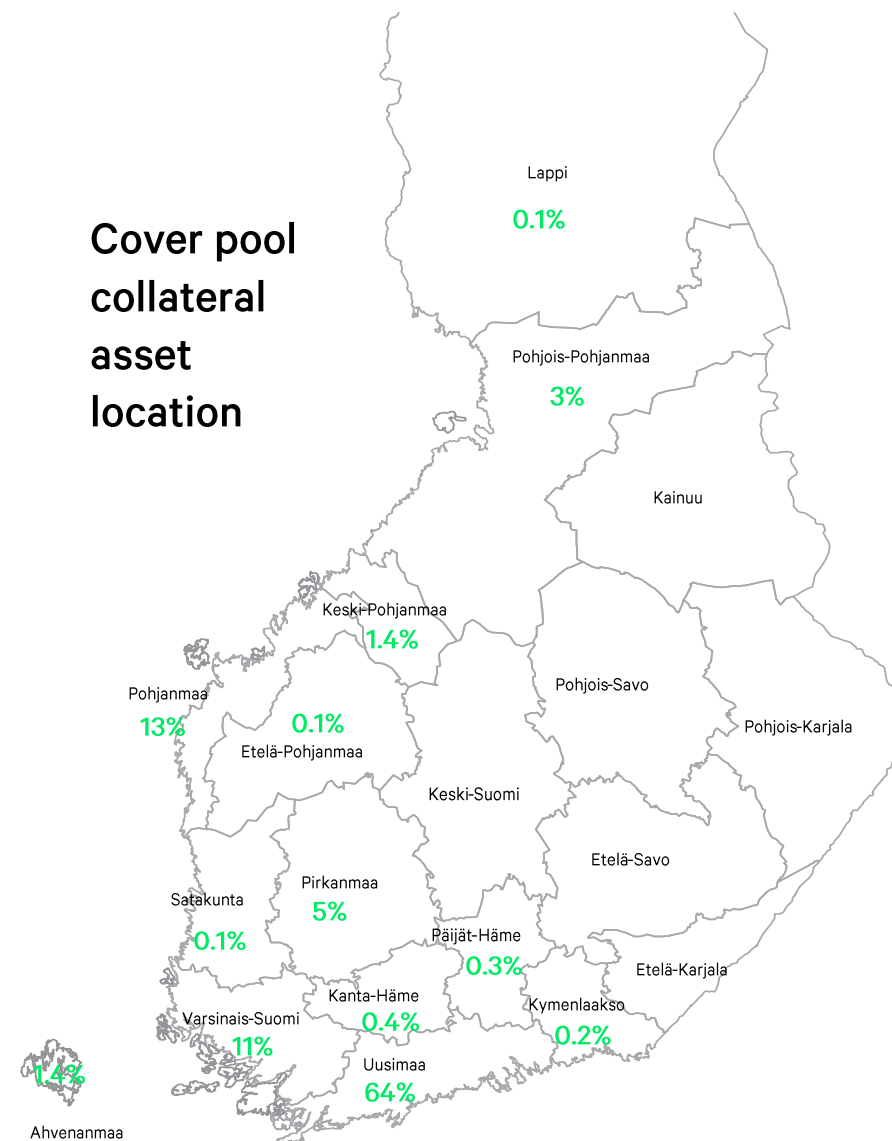 Lappi
0.1%
Cover pool
collateral
asset
location
Pohjois-Pohjanmaa
3%
Kainuu
Keski-Pohjanmaa
1.4%
Pohjois-Savo
Pohjanmaa
13%
0.1%
Etelä-Pohjanmaa
Pohjois-Karjala
Keski-Suomi
Etelä-Savo
Pirkanmaa
5%
Satakunta
0.1%
Päijät-Häme
0.3%
Etelä-Karjala
Kanta-Häme
0.4%
Kymenlaakso
0.2%
Varsinais-Suomi
11%
Uusimaa
64%
1.4%
Ahvenanmaa